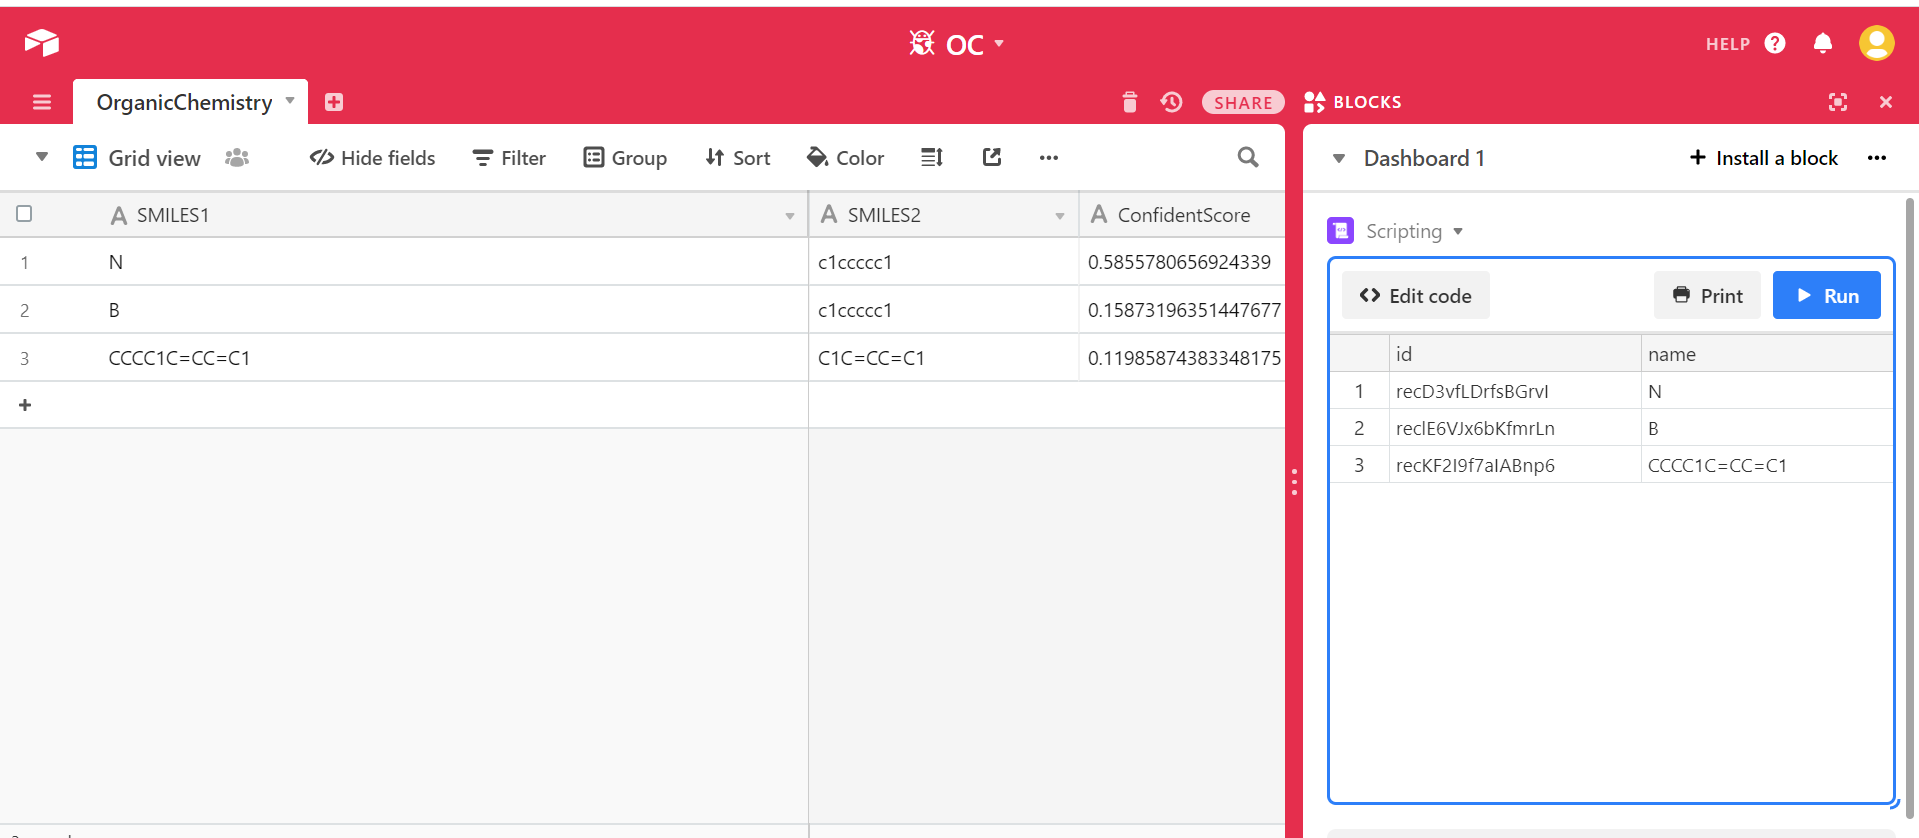 OC
HELP ?
OrganicChemistry
SHARE
BLOCKS
Grid view
Hide fields
Filter
Group
Sort
Color
Dashboard 1
+ Install a block
A SMILES1
A SMILES2
A ConfidentScore
1 N c1ccccc1 0.5855780656924339
2 B c1ccccc1 0.15873196351447677
3 CCCC1C=CC=C1 C1C=CC=C1 0.11985874383348175
+
Scripting
Edit code
Print
Run
id name
1 recD3vfLDrfsBGrvI N
2 reclE6VJx6bKfmrLn B
3 recKF2I9f7aIABnp6 CCCC1C=CC=C1